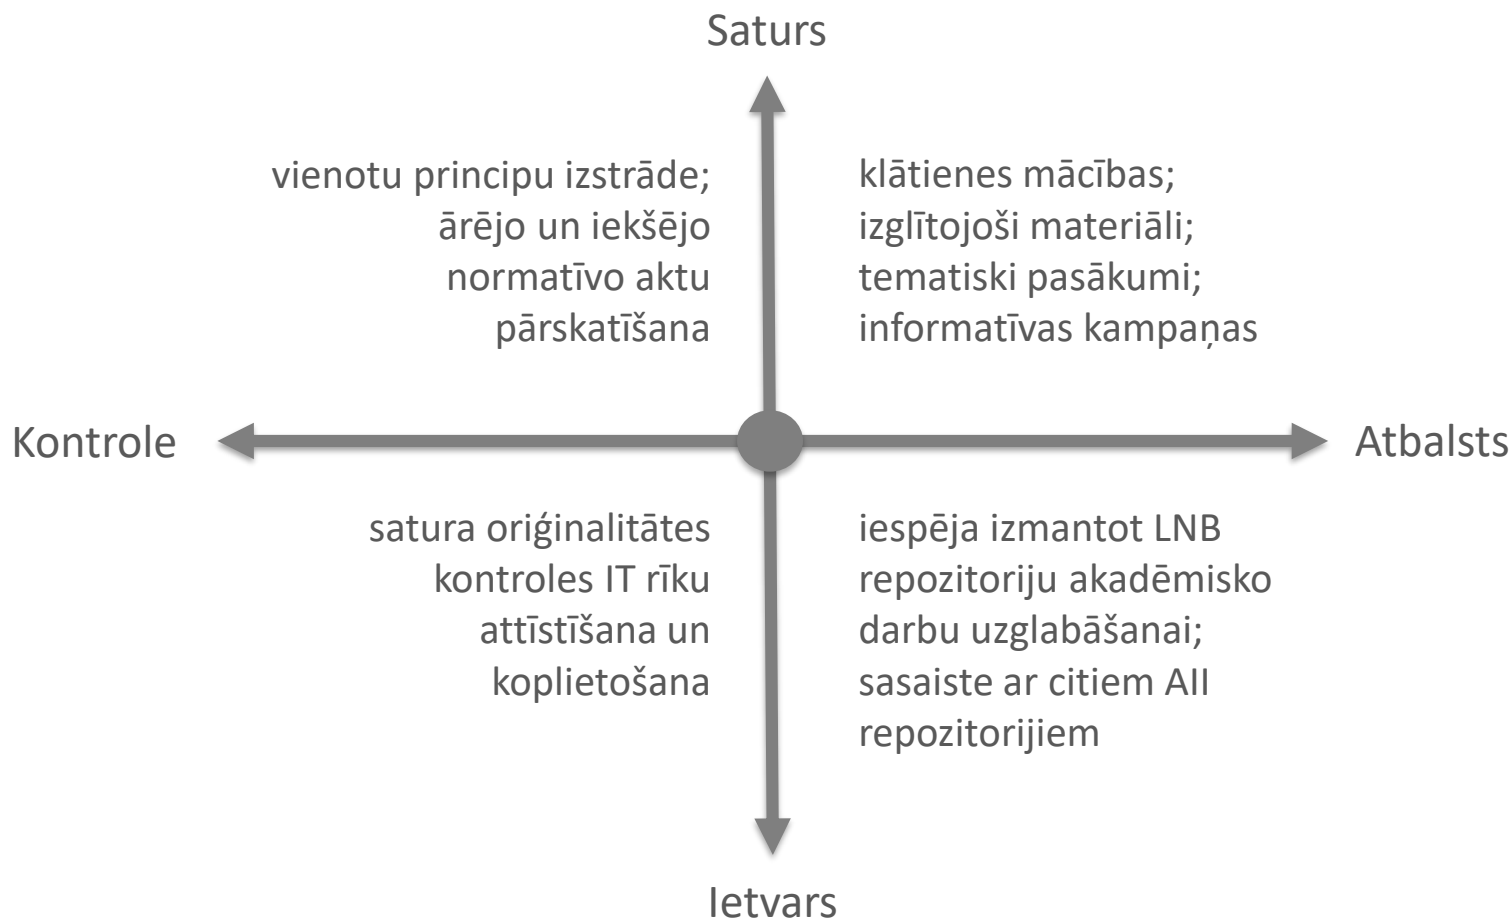 Saturs
vienotu principu izstrāde;
ārējo un iekšējo
normatīvo aktu
pārskatīšana
klātienes mācības;
izglītojoši materiāli;
tematiski pasākumi;
informatīvas kampaņas
Kontrole
Atbalsts
satura oriģinalitātes
kontroles IT rīku
attīstīšana un
koplietošana
iespēja izmantot LNB
repozitoriju akadēmisko
darbu uzglabāšanai;
sasaiste ar citiem AII
repozitorijiem
Ietvars